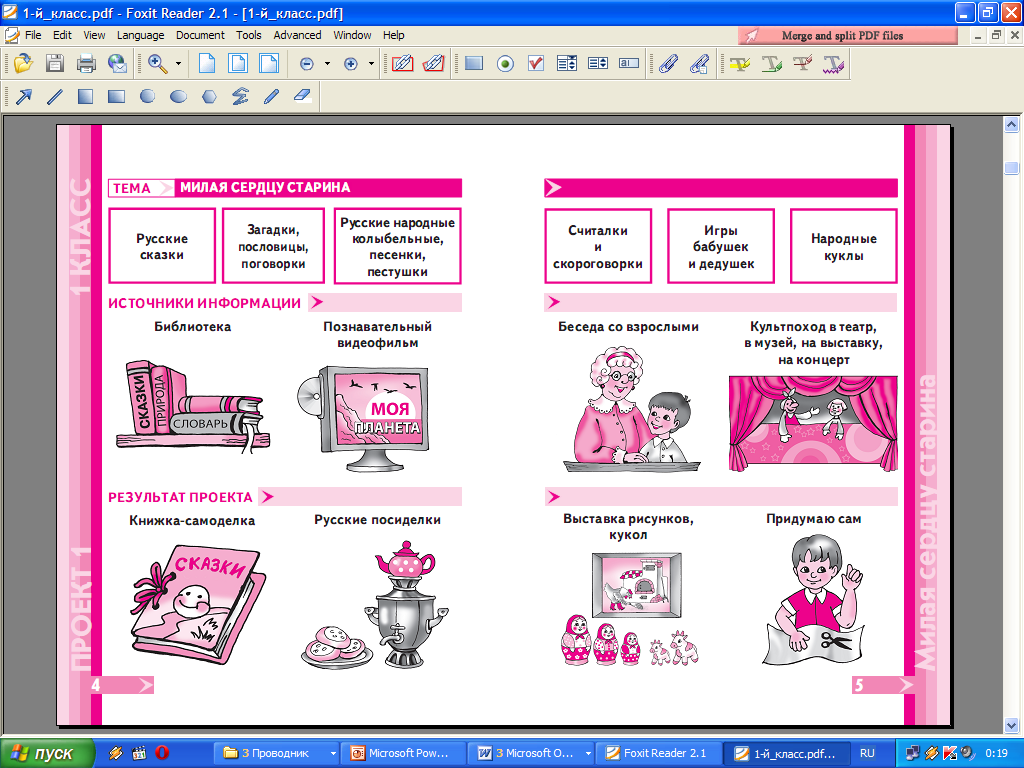 1-й_класс.pdf - Foxit Reader 2.1 - [1-й_класс.pdf]
File Edit View Language Document Tools Advanced Window Help
Merge and split PDF files
1 КЛАСС
ПРОЕКТ 1
ТЕМА МИЛАЯ СЕРДЦУ СТАРИНА
Русские
сказки
Загадки,
пословицы,
поговорки
Русские народные
колыбельные,
песенки,
пестушки
Считалки
и
скороговорки
Игры
бабушек
и дедушек
Народные
куклы
ИСТОЧНИКИ ИНФОРМАЦИИ
Библиотека
СКАЗКИ
ПРИРОДА
СЛОВАРЬ
Познавательный
видеофильм
МОЯ
ПЛАНЕТА
Беседа со взрослыми
Культпоход в театр,
в музей, на выставку,
на концерт
РЕЗУЛЬТАТ ПРОЕКТА
Книжка-самоделка
СКАЗКИ
Русские посиделки
Выставка рисунков,
кукол
Придумаю сам
4
5
Милая сердцу старина
пуск
3 Проводник
Microsoft Pow...
3 Microsoft O...
Foxit Reader 2.1
1-й_класс.pdf...
RU
0:19